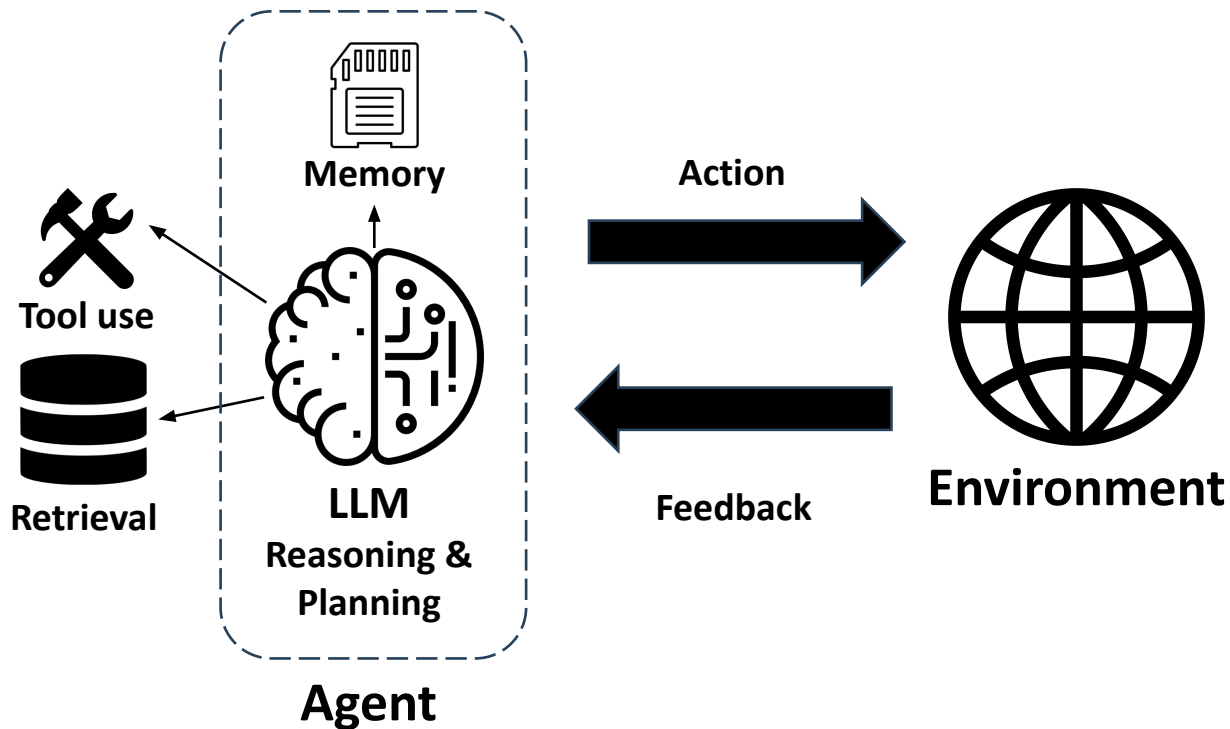 Memory
Action
Tool use
Retrieval
LLM
Reasoning &
Planning
Feedback
Environment
Agent